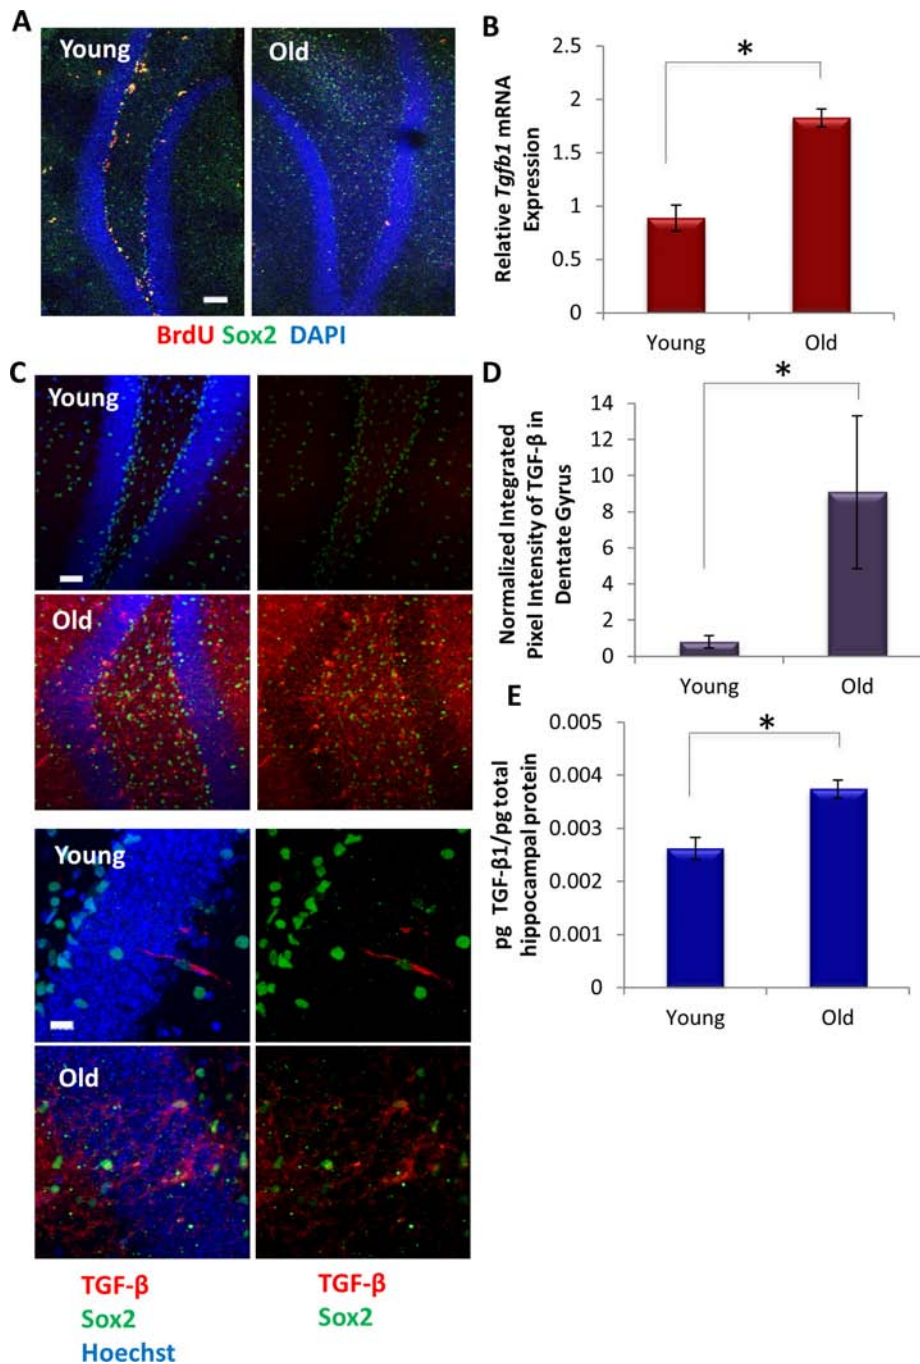 A
Young
Old
BrdU Sox2 DAPI
B
Relative Tgfb1 mRNA
Expression
2.5
2
1.5
1
0.5
0
*
Young
Old
C
Young
Old
Young
Old
TGF-β
Sox2
Hoechst
TGF-β
Sox2
D
Normalized Integrated
Pixel Intensity of TGF-β in
Dentate Gyrus
14
12
10
8
6
4
2
0
*
Young
Old
E
pg TGF-β1/pg total
hippocampal protein
0.005
0.004
0.003
0.002
0.001
0
*
Young
Old